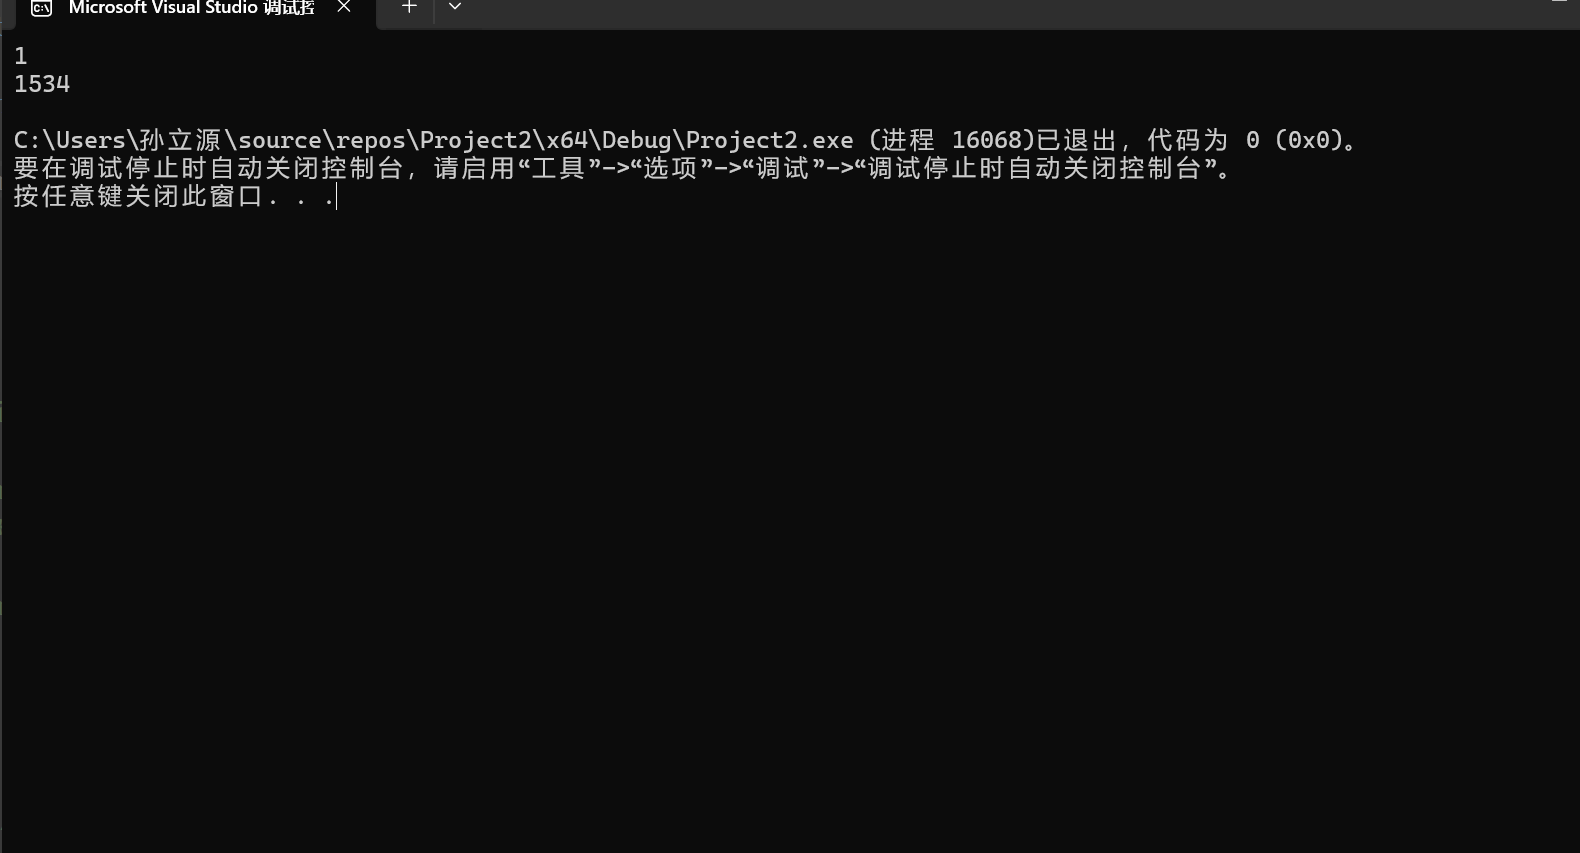 Microsoft Visual Studio 调试控
1
1534
C:\Users\孙立源\source\repos\Project2\x64\Debug\Project2.exe (进程 16068)已退出，代码为 0 (0x0)。
要在调试停止时自动关闭控制台，请启用“工具”->“选项”->“调试”->“调试停止时自动关闭控制台”。
按任意键关闭此窗口. . .